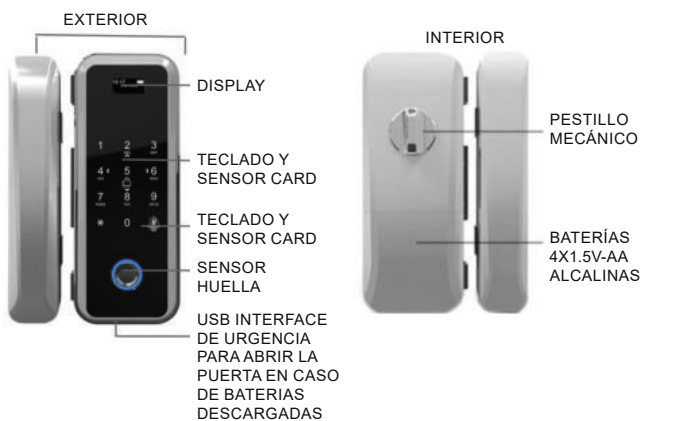 EXTERIOR
DISPLAY
1 2 3
TECLADO Y
SENSOR CARD
4 5 6
7 8 9
* 0
TECLADO Y
SENSOR CARD
SENSOR
HUELLA
USB INTERFACE
DE URGENCIA
PARA ABRIR LA
PUERTA EN CASO
DE BATERIAS
DESCARGADAS
INTERIOR
PESTILLO
MECÁNICO
BATERÍAS
4X1.5V-AA
ALCALINAS